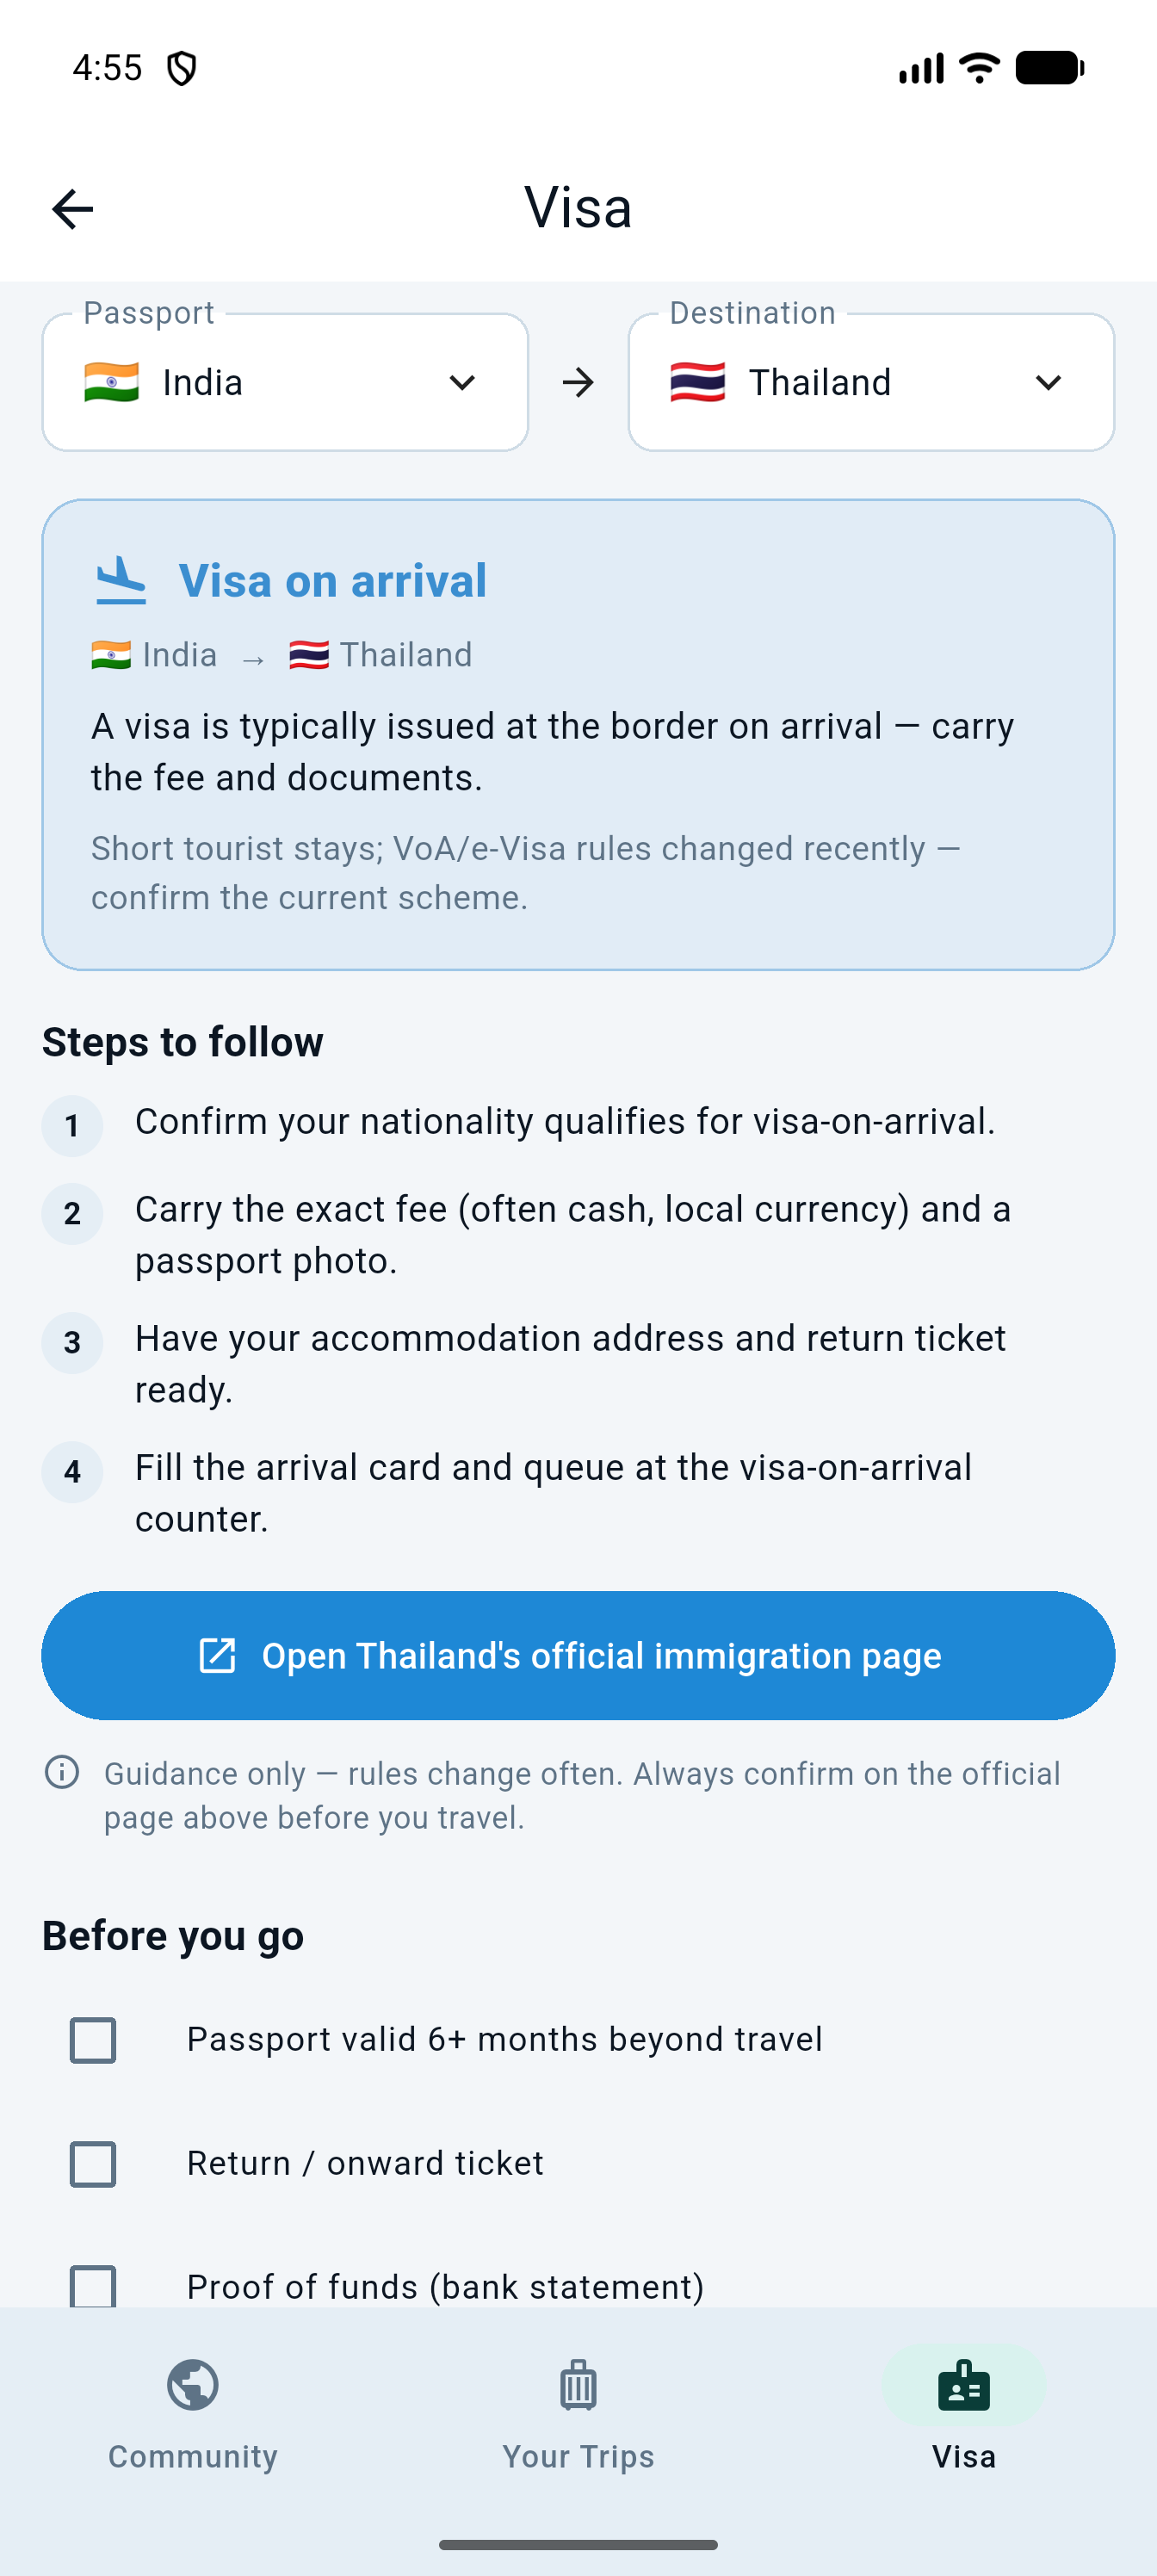 4:55
Visa
Passport
India
Destination
Thailand
Visa on arrival
India → Thailand
A visa is typically issued at the border on arrival — carry
the fee and documents.
Short tourist stays; VoA/e-Visa rules changed recently —
confirm the current scheme.
Steps to follow
1 Confirm your nationality qualifies for visa-on-arrival.
2 Carry the exact fee (often cash, local currency) and a
passport photo.
3 Have your accommodation address and return ticket
ready.
4 Fill the arrival card and queue at the visa-on-arrival
counter.
Open Thailand's official immigration page
Guidance only — rules change often. Always confirm on the official
page above before you travel.
Before you go
Passport valid 6+ months beyond travel
Return / onward ticket
Proof of funds (bank statement)
Community
Your Trips
Visa